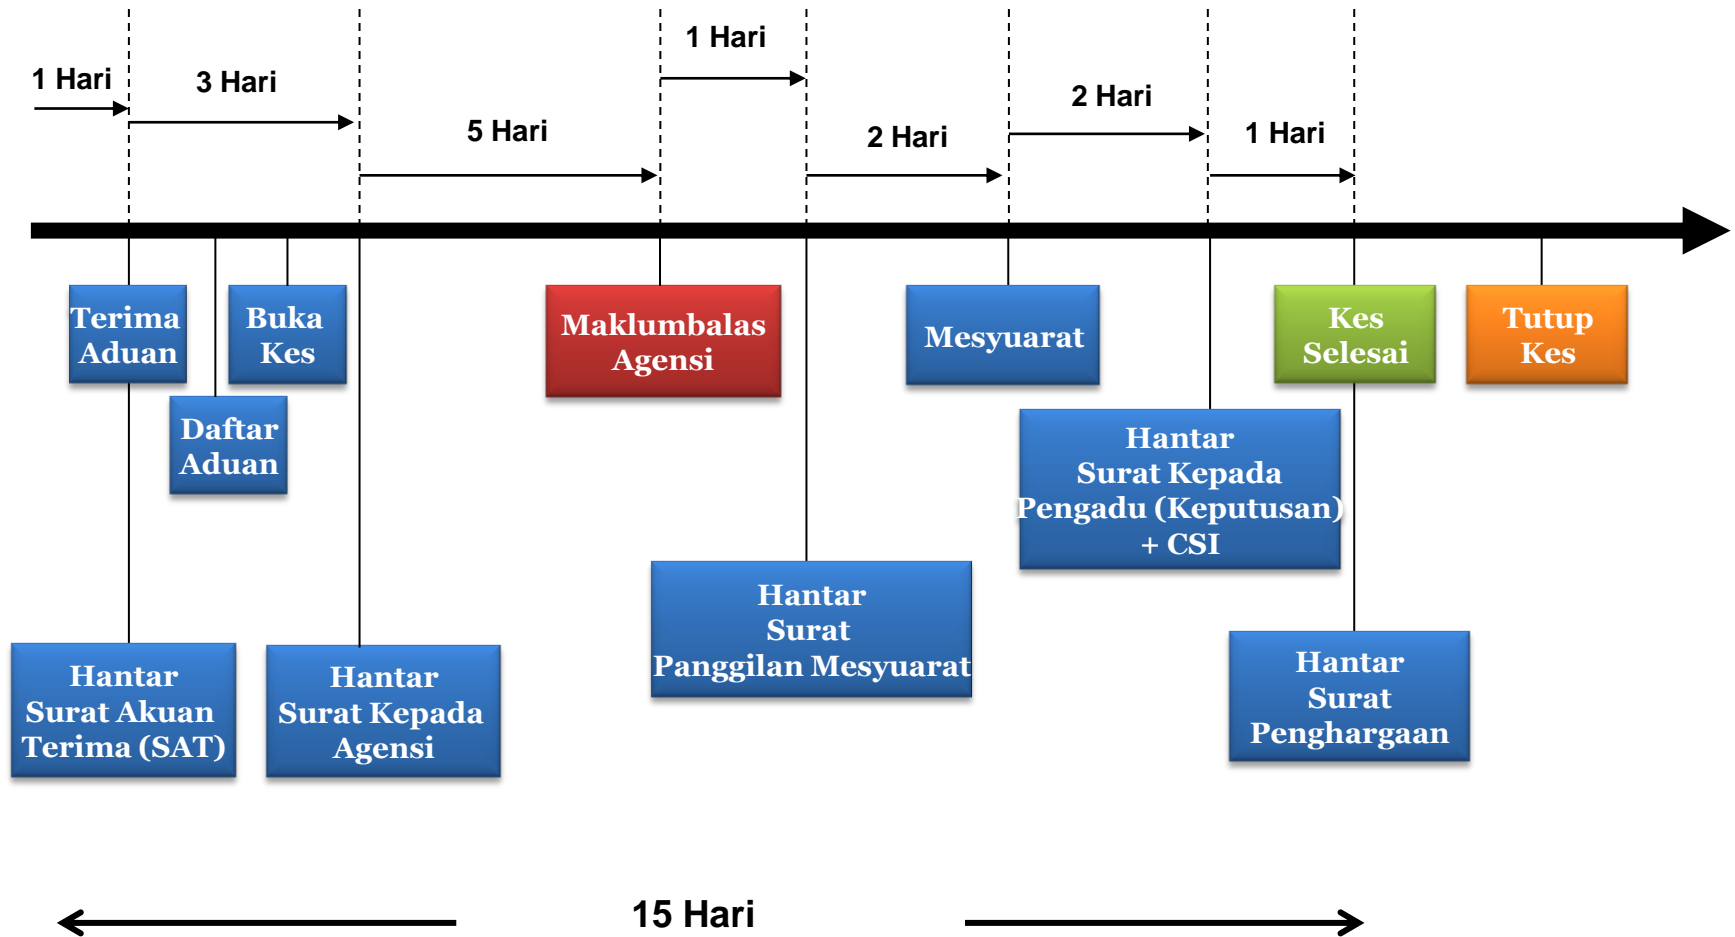 1 Hari
3 Hari
5 Hari
1 Hari
2 Hari
2 Hari
1 Hari
Terima
Aduan
Daftar
Aduan
Buka
Kes
Maklumbalas
Agensi
Mesyuarat
Kes
Selesai
Tutup
Kes
Hantar
Surat Kepada
Pengadu (Keputusan)
+ CSI
Hantar
Surat
Panggilan Mesyuarat
Hantar
Surat Akuan
Terima (SAT)
Hantar
Surat Kepada
Agensi
Hantar
Surat
Penghargaan
15 Hari